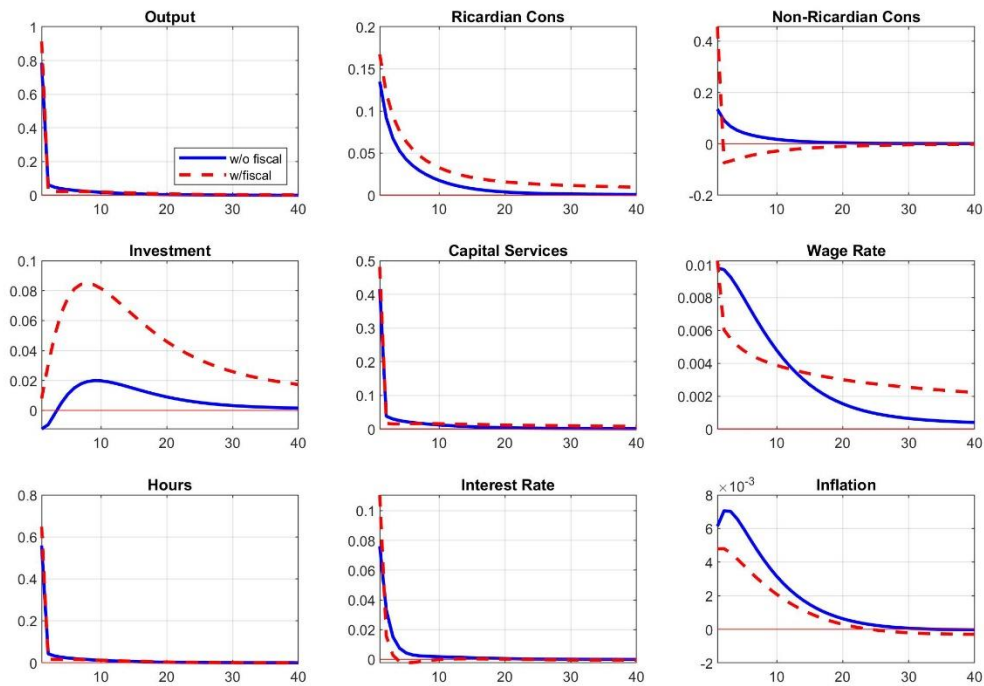 Output
1
0.8
0.6
0.4
0.2
0
w/o fiscal
w/fiscal
10 20 30 40
Ricardian Cons
0.2
0.15
0.1
0.05
0
10 20 30 40
Non-Ricardian Cons
0.4
0.2
0
-0.2
10 20 30 40
Investment
0.1
0.08
0.06
0.04
0.02
0
10 20 30 40
Capital Services
0.5
0.4
0.3
0.2
0.1
0
10 20 30 40
Wage Rate
0.01
0.008
0.006
0.004
0.002
0
10 20 30 40
Hours
0.8
0.6
0.4
0.2
0
10 20 30 40
Interest Rate
0.1
0.08
0.06
0.04
0.02
0
10 20 30 40
Inflation
×10-3
8
6
4
2
0
-2
10 20 30 40